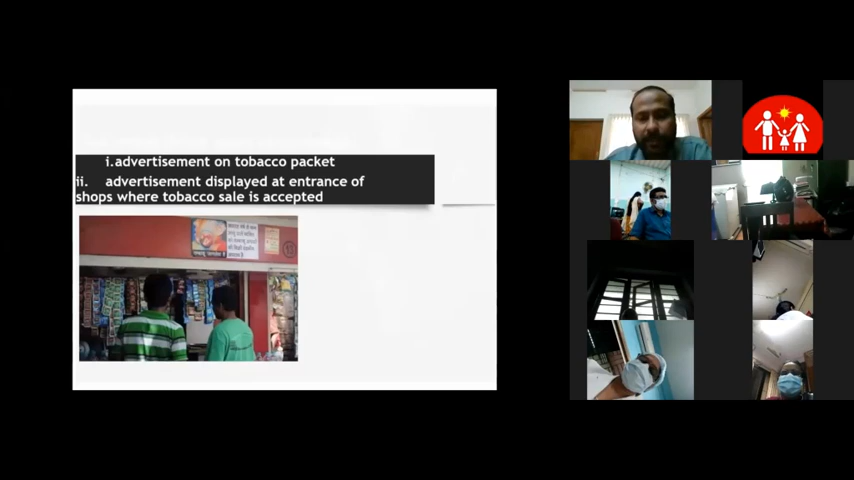 i.advertisement on tobacco packet
ii. advertisement displayed at entrance of
shops where tobacco sale is accepted